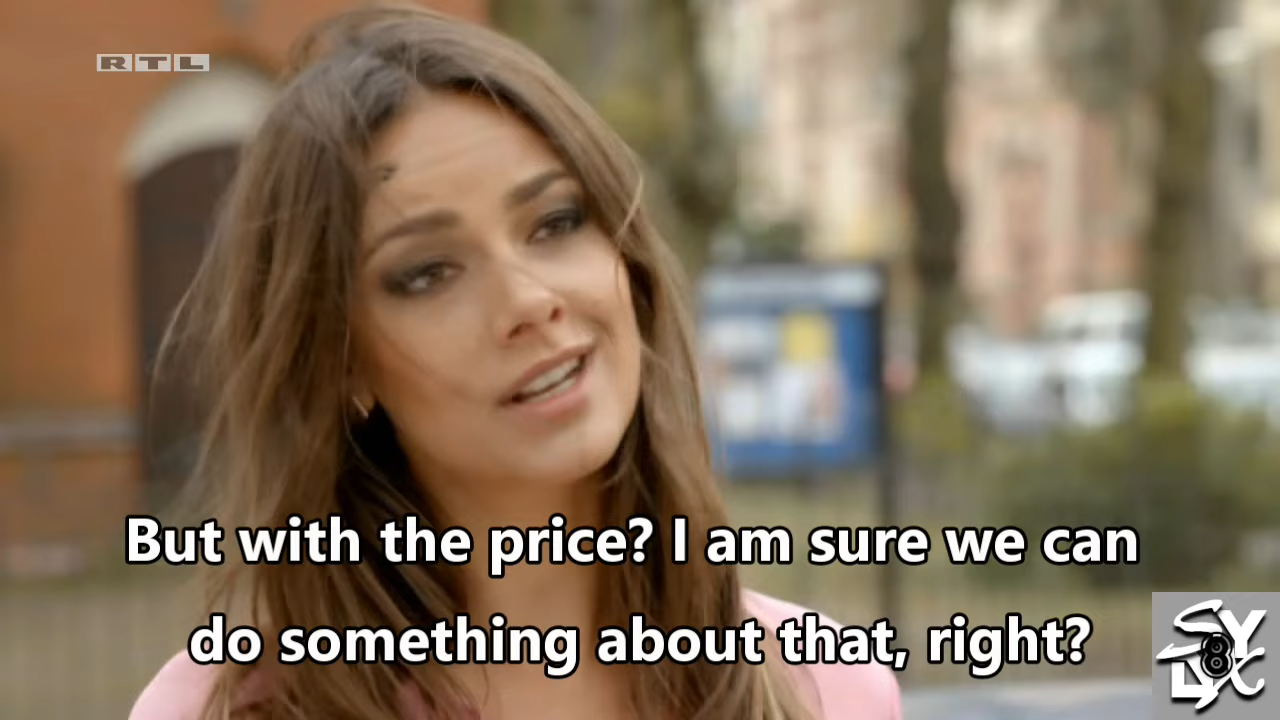 RTL
But with the price? I am sure we can
do something about that, right?